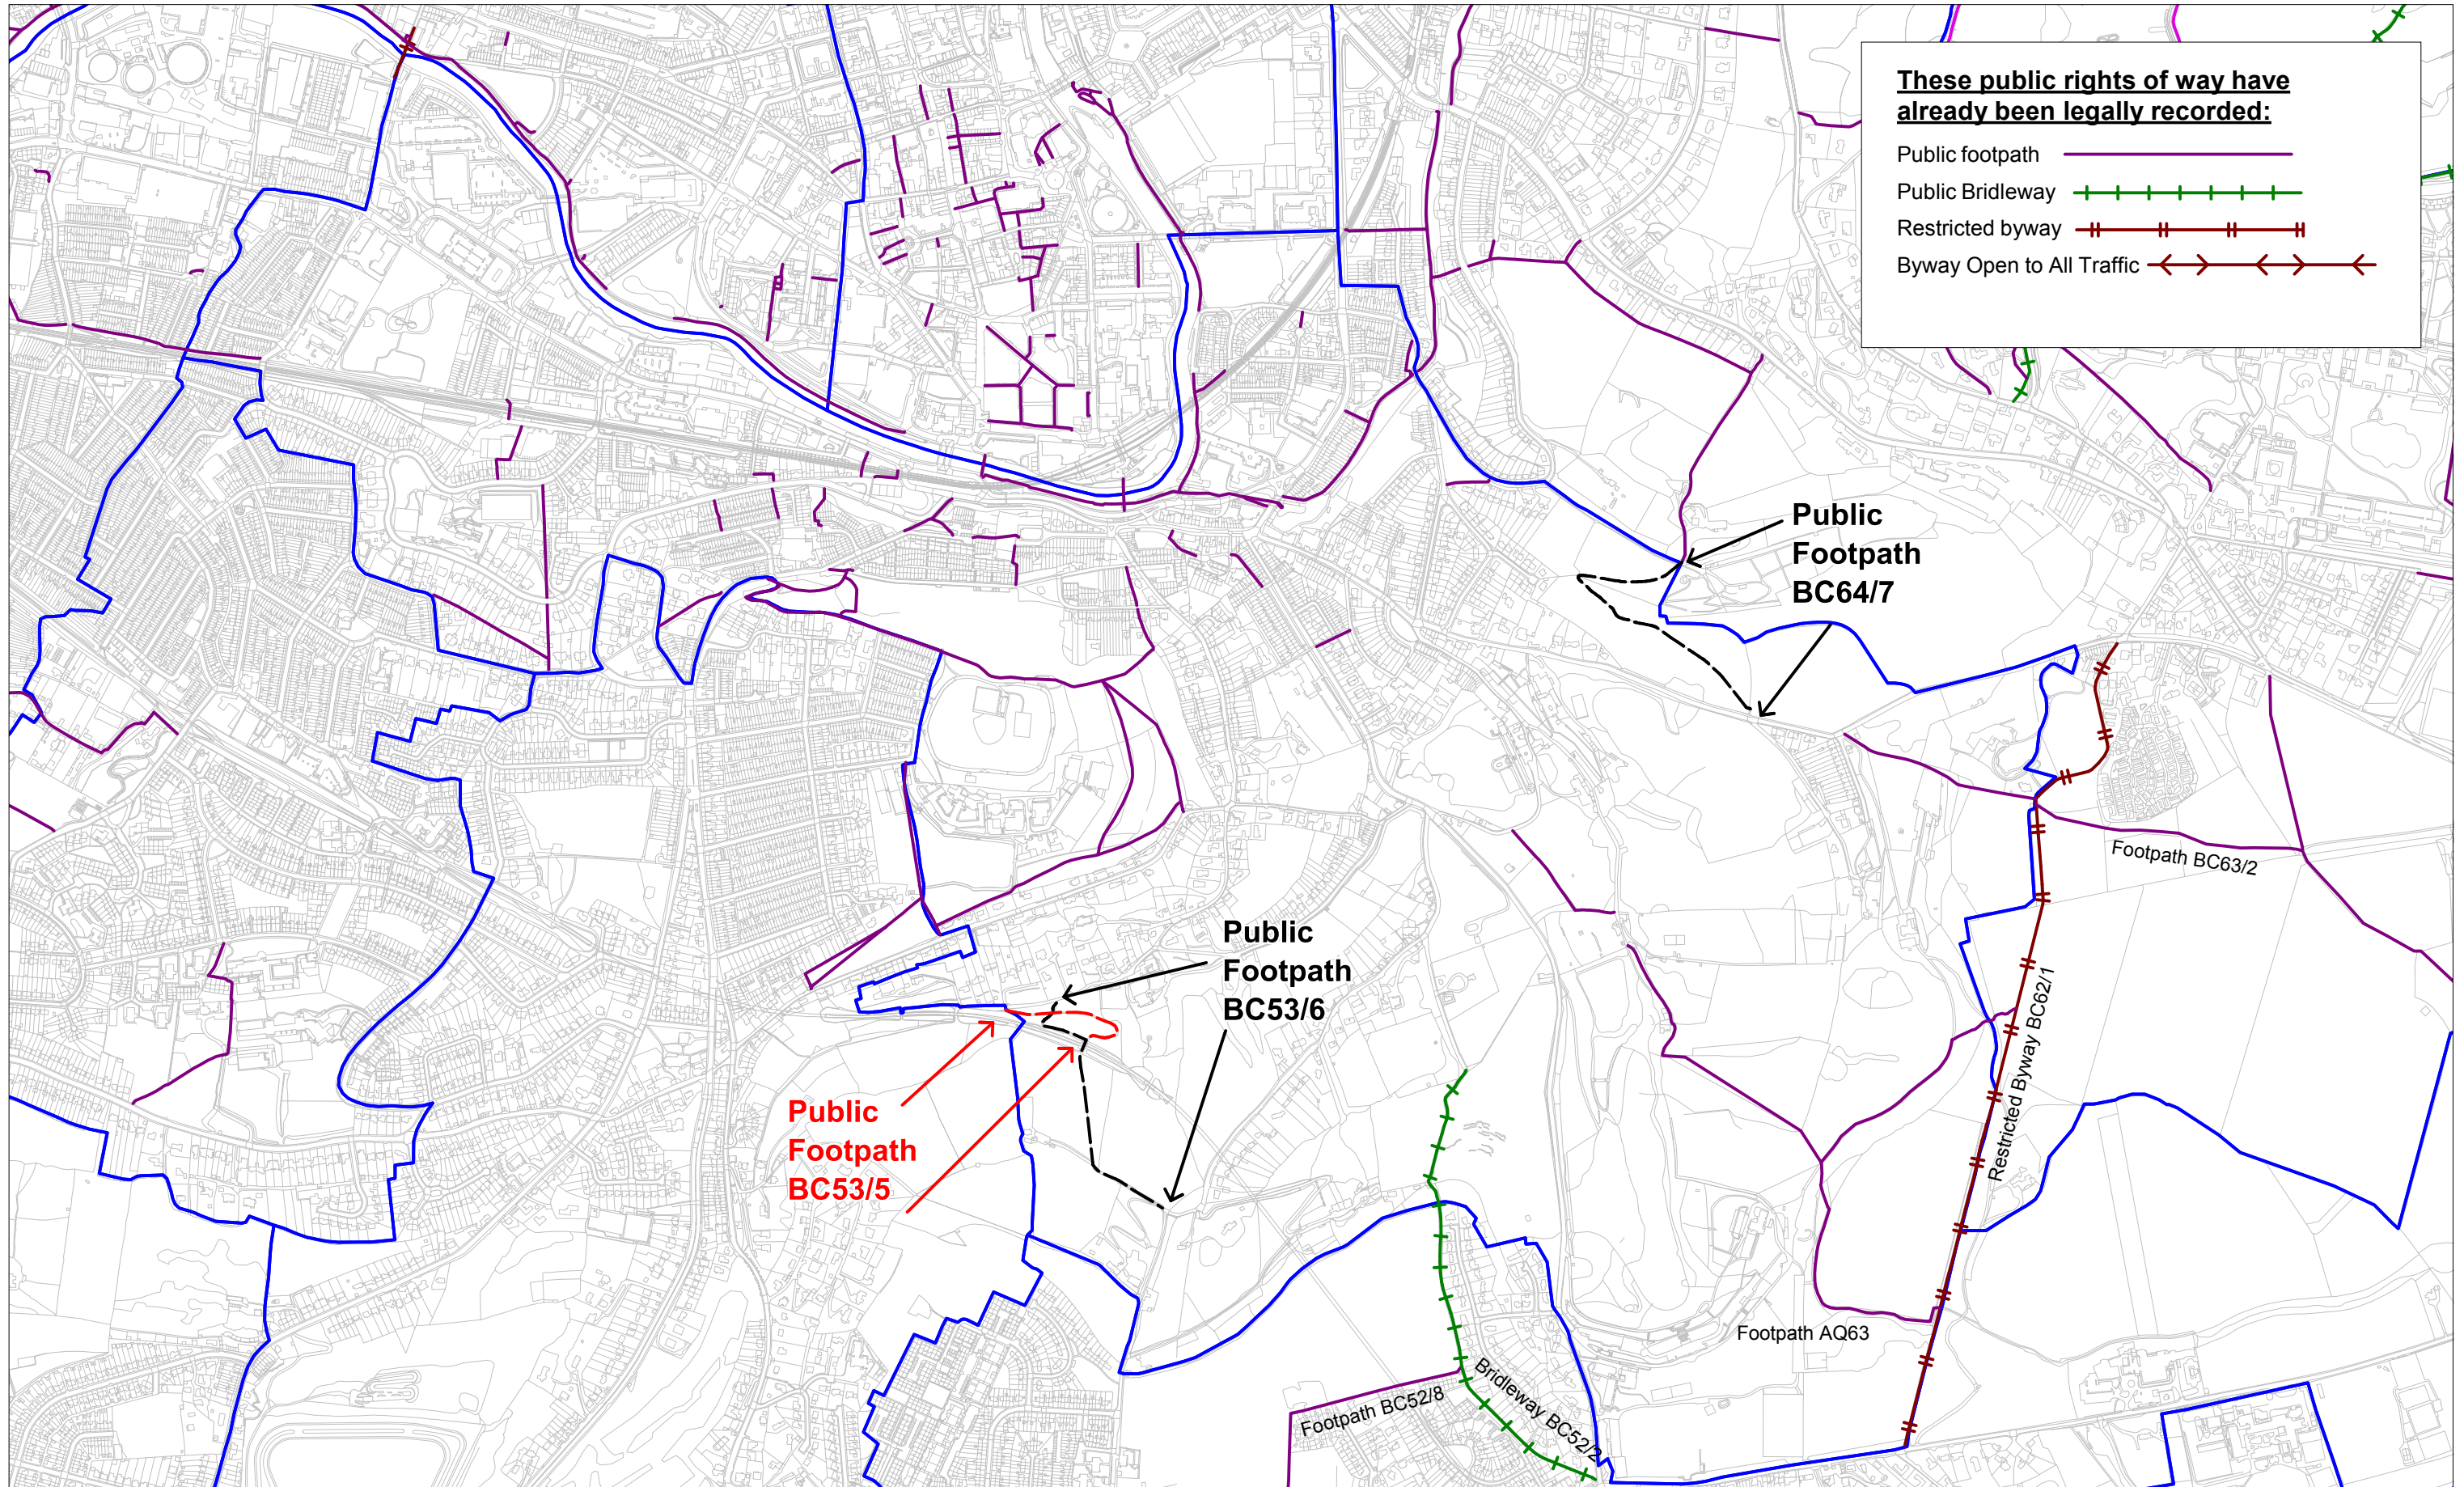 These public rights of way have
already been legally recorded:
Public footpath
Public Bridleway
Restricted byway
Byway Open to All Traffic
Public
Footpath
BC64/7
Footpath BC63/2
Public
Footpath
BC53/6
Restricted Byway BC62/1
Public
Footpath
BC53/5
Footpath AQ63
Footpath BC52/8
Bridleway BC52/2